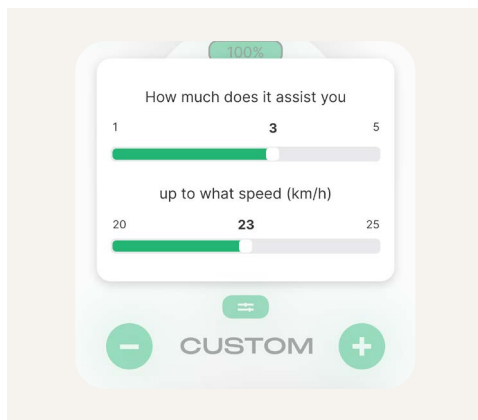 100%
How much does it assist you
1 3 5
up to what speed (km/h)
20 23 25
CUSTOM